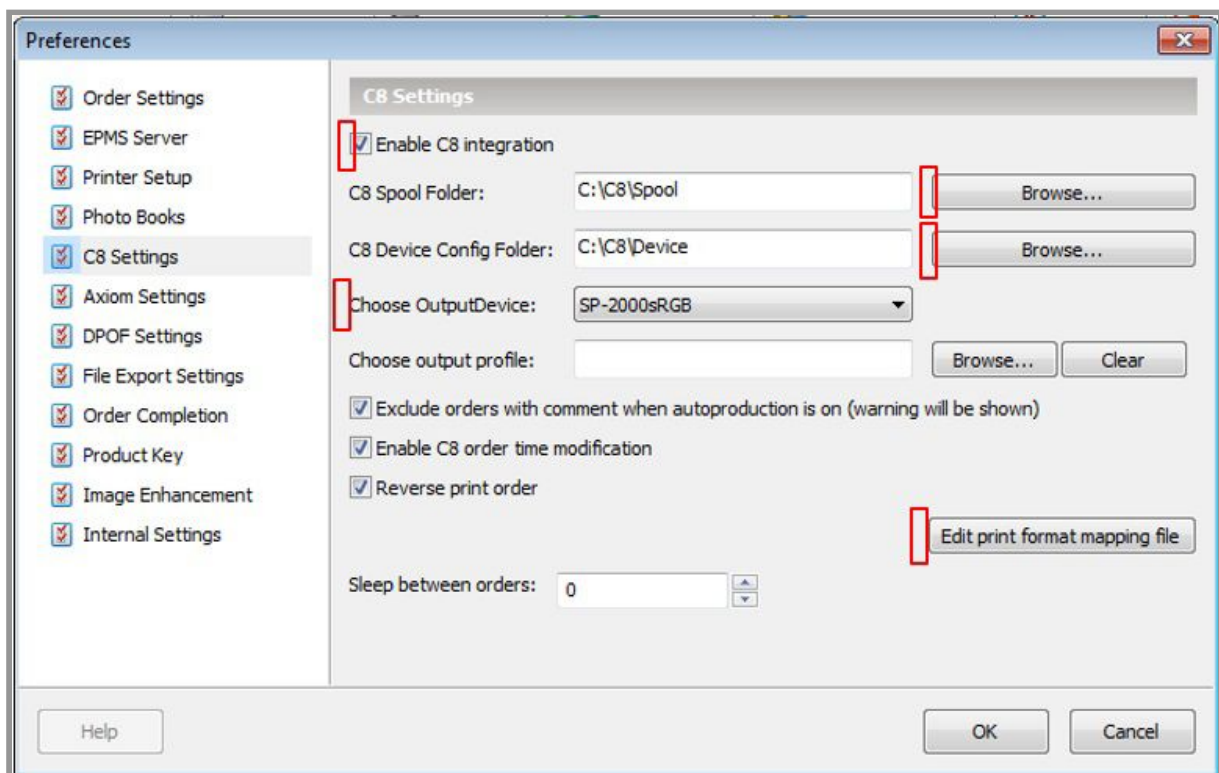 Preferences
Order Settings
EPMS Server
Printer Setup
Photo Books
C8 Settings
Axiom Settings
DPOF Settings
File Export Settings
Order Completion
Product Key
Image Enhancement
Internal Settings
C8 Settings
Enable C8 integration
C8 Spool Folder: C:\C8\Spool Browse...
C8 Device Config Folder: C:\C8\Device Browse...
Choose OutputDevice: SP-2000sRGB
Choose output profile: Browse... Clear
Exclude orders with comment when autoproduction is on (warning will be shown)
Enable C8 order time modification
Reverse print order
Edit print format mapping file
Sleep between orders: 0
Help OK Cancel